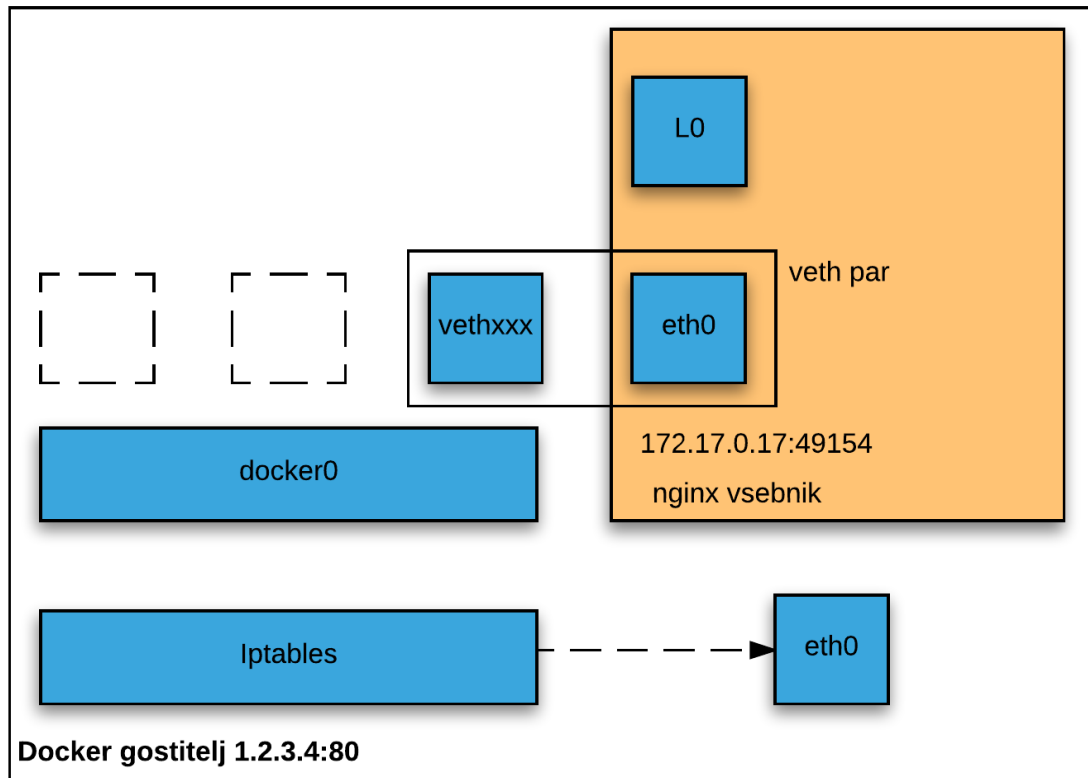 L0
veth par
vethxxx
eth0
172.17.0.17:49154
nginx vsebnik
docker0
Iptables
eth0
Docker gostitelj 1.2.3.4:80